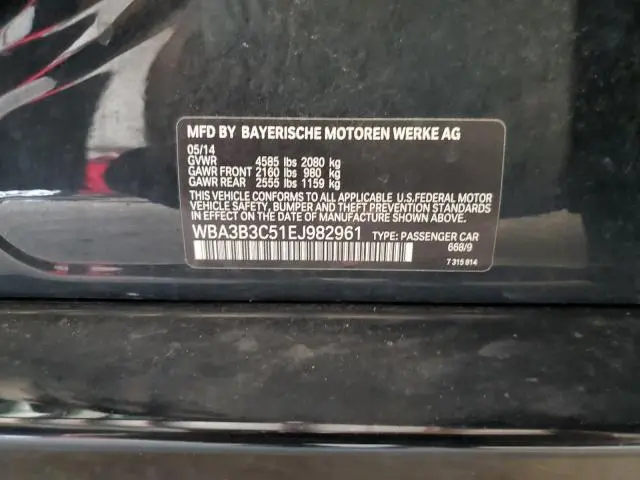 MFD BY BAYERISCHE MOTOREN WERKE AG
05/14
GVWR 4585 lbs 2080 kg
GAWR FRONT 2160 lbs 980 kg
GAWR REAR 2555 lbs 1159 kg
THIS VEHICLE CONFORMS TO ALL APPLICABLE U.S.FEDERAL MOTOR
VEHICLE SAFETY, BUMPER AND THEFT PREVENTION STANDARDS
IN EFFECT ON THE DATE OF MANUFACTURE SHOWN ABOVE.
WBA3B3C51EJ982961 TYPE: PASSENGER CAR
668/9
7 315 814